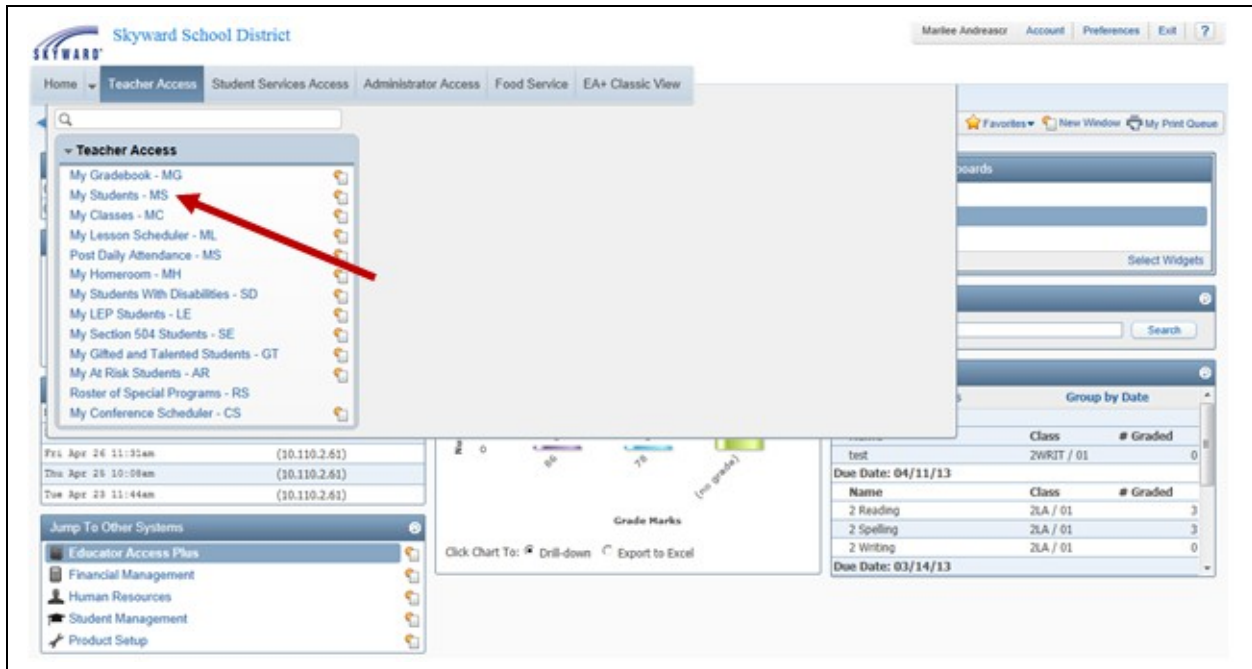 SKYWARD
Skyward School District
Marilee Andreascr Account Preferences Exit ?
Home Teacher Access Student Services Access Administrator Access Food Service EA+ Classic View
Favorites New Window My Print Queue
Teacher Access
My Gradebook - MG
My Students - MS
My Classes - MC
My Lesson Scheduler - ML
Post Daily Attendance - MS
My Homeroom - MH
My Students With Disabilities - SD
My LEP Students - LE
My Section 504 Students - SE
My Gifted and Talented Students - GT
My At Risk Students - AR
Roster of Special Programs - RS
My Conference Scheduler - CS
Fri Apr 26 11:31am (10.110.2.61)
Thu Apr 25 10:08am (10.110.2.61)
Tue Apr 23 11:44am (10.110.2.61)
Jump To Other Systems
Educator Access Plus
Financial Management
Human Resources
Student Management
Product Setup
0
86 78 (no grade)
Grade Marks
Click Chart To: Drill-down Export to Excel
Select Widgets
Search
Group by Date
Class # Graded
test 2WRIT / 01 0
Due Date: 04/11/13
Name Class # Graded
2 Reading 2LA / 01 3
2 Spelling 2LA / 01 3
2 Writing 2LA / 01 0
Due Date: 03/14/13